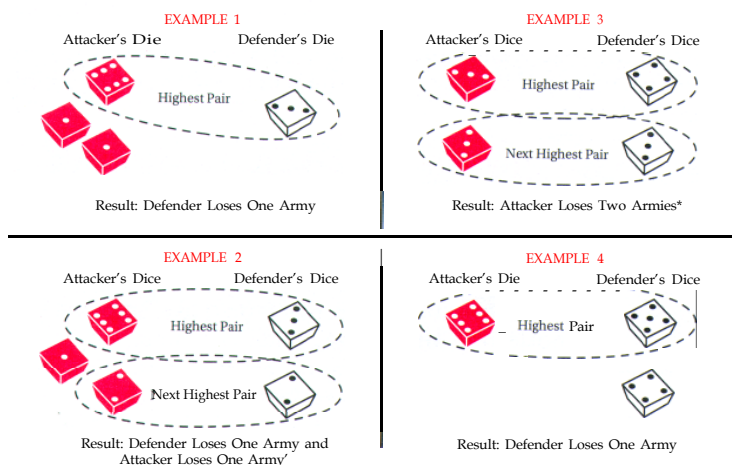 EXAMPLE 1
Attacker's Die
Defender's Die
Highest Pair
Result: Defender Loses One Army
EXAMPLE 3
Attacker's Dice
Defender's Dice
Highest Pair
Next Highest Pair
Result: Attacker Loses Two Armies*
EXAMPLE 2
Attacker's Dice
Defender's Dice
Highest Pair
Next Highest Pair
Result: Defender Loses One Army and
Attacker Loses One Army'
EXAMPLE 4
Attacker's Die
Defender's Dice
Highest Pair
Result: Defender Loses One Army